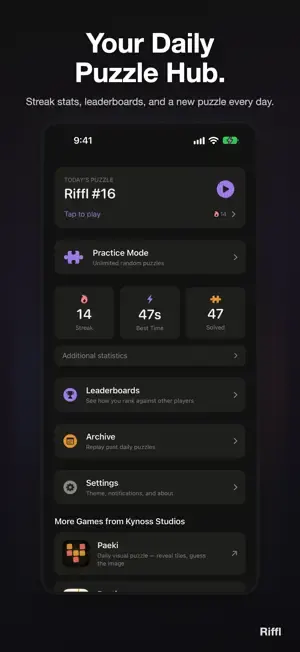 Your Daily
Puzzle Hub.
Streak stats, leaderboards, and a new puzzle every day.
9:41
TODAY'S PUZZLE
Riffl #16
Tap to play
14
Practice Mode
Unlimited random puzzles
14
Streak
47s
Best Time
47
Solved
Additional statistics
Leaderboards
See how you rank against other players
Archive
Replay past daily puzzles
Settings
Theme, notifications, and about
More Games from Kynoss Studios
Paeki
Daily visual puzzle — reveal tiles, guess
the image
Riffl